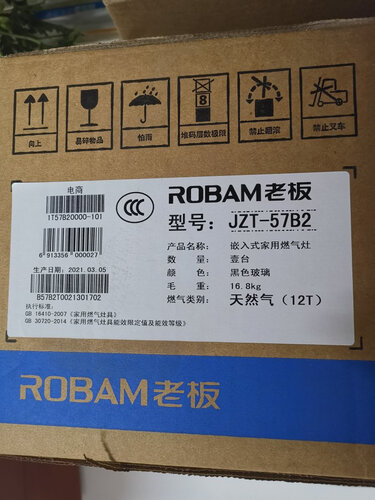 向上
易碎物品
怕雨
8
堆码层数极限
禁止翻滚
禁止叉车
电商
1T57B20000-101
6 913356 000027
生产日期：2021.03.05
B57B2T0021301702
执行标准：
GB 16410-2007《家用燃气灶具》
GB 30720-2014《家用燃气灶具能效限定值及能效等级》
CCC
ROBAM老板
型号：JZT-57B2
产品名称：嵌入式家用燃气灶
数量：壹台
颜色：黑色玻璃
毛重：16.8kg
燃气类别：天然气（12T）
ROBAM老板